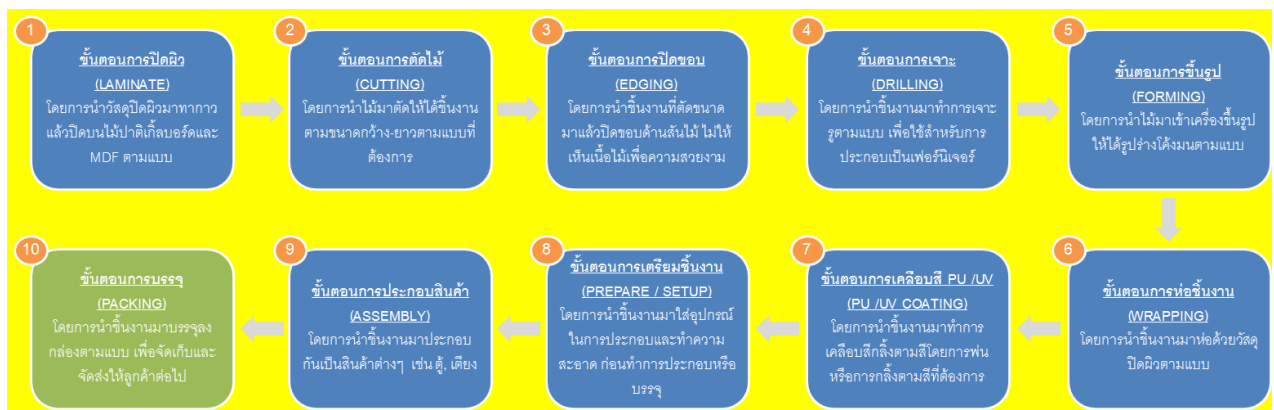 1
ขั้นตอนการปิดผิว
(LAMINATE)
โดยการนำวัสดุปิดผิวมาทากาว
แล้วปิดบนไม้ปาติเกิ้ลบอร์ดและ
MDF ตามแบบ
2
ขั้นตอนการตัดไม้
(CUTTING)
โดยการนำไม้มาตัดให้ได้ชิ้นงาน
ตามขนาดกว้าง-ยาวตามแบบที่
ต้องการ
3
ขั้นตอนการปิดขอบ
(EDGING)
โดยการนำชิ้นงานที่ตัดขนาด
มาแล้วปิดขอบด้านสันไม้ ไม่ให้
เห็นเนื้อไม้เพื่อความสวยงาม
4
ขั้นตอนการเจาะ
(DRILLING)
โดยการนำชิ้นงานมาทำการเจาะ
รูตามแบบ เพื่อใช้สำหรับการ
ประกอบเป็นเฟอร์นิเจอร์
5
ขั้นตอนการขึ้นรูป
(FORMING)
โดยการนำไม้มาเข้าเครื่องขึ้นรูป
ให้ได้รูปร่างโค้งมนตามแบบ
6
ขั้นตอนการห่อชิ้นงาน
(WRAPPING)
โดยการนำชิ้นงานมาห่อด้วยวัสดุ
ปิดผิวตามแบบ
7
ขั้นตอนการเคลือบสี PU /UV
(PU /UV COATING)
โดยการนำชิ้นงานมาทำการ
เคลือบสีกลิ้งตามสีโดยการพ่น
หรือการกลิ้งตามสีที่ต้องการ
8
ขั้นตอนการเตรียมชิ้นงาน
(PREPARE / SETUP)
โดยการนำชิ้นงานมาใส่อุปกรณ์
ในการประกอบและทำความ
สะอาด ก่อนทำการประกอบหรือ
บรรจุ
9
ขั้นตอนการประกอบสินค้า
(ASSEMBLY)
โดยการนำชิ้นงานมาประกอบ
กันเป็นสินค้าต่างๆ เช่น ตู้, เตียง
10
ขั้นตอนการบรรจุ
(PACKING)
โดยการนำชิ้นงานมาบรรจุลง
กล่องตามแบบ เพื่อจัดเก็บและ
จัดส่งให้ลูกค้าต่อไป